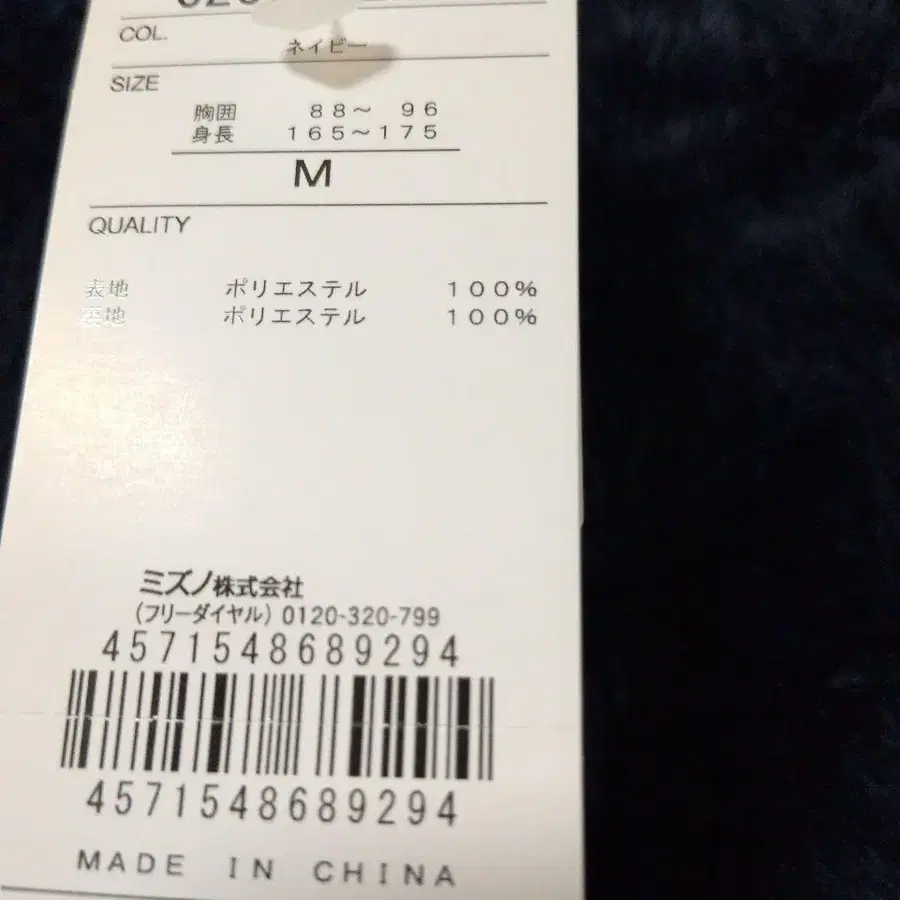 COL.
ネイビー
SIZE
胸囲 88～ 96
身長 165～175
M
QUALITY
表地 ポリエステル 100%
裏地 ポリエステル 100%
ミズノ株式会社
(フリーダイヤル) 0120-320-799
4571548689294
4571548689294
MADE IN CHINA